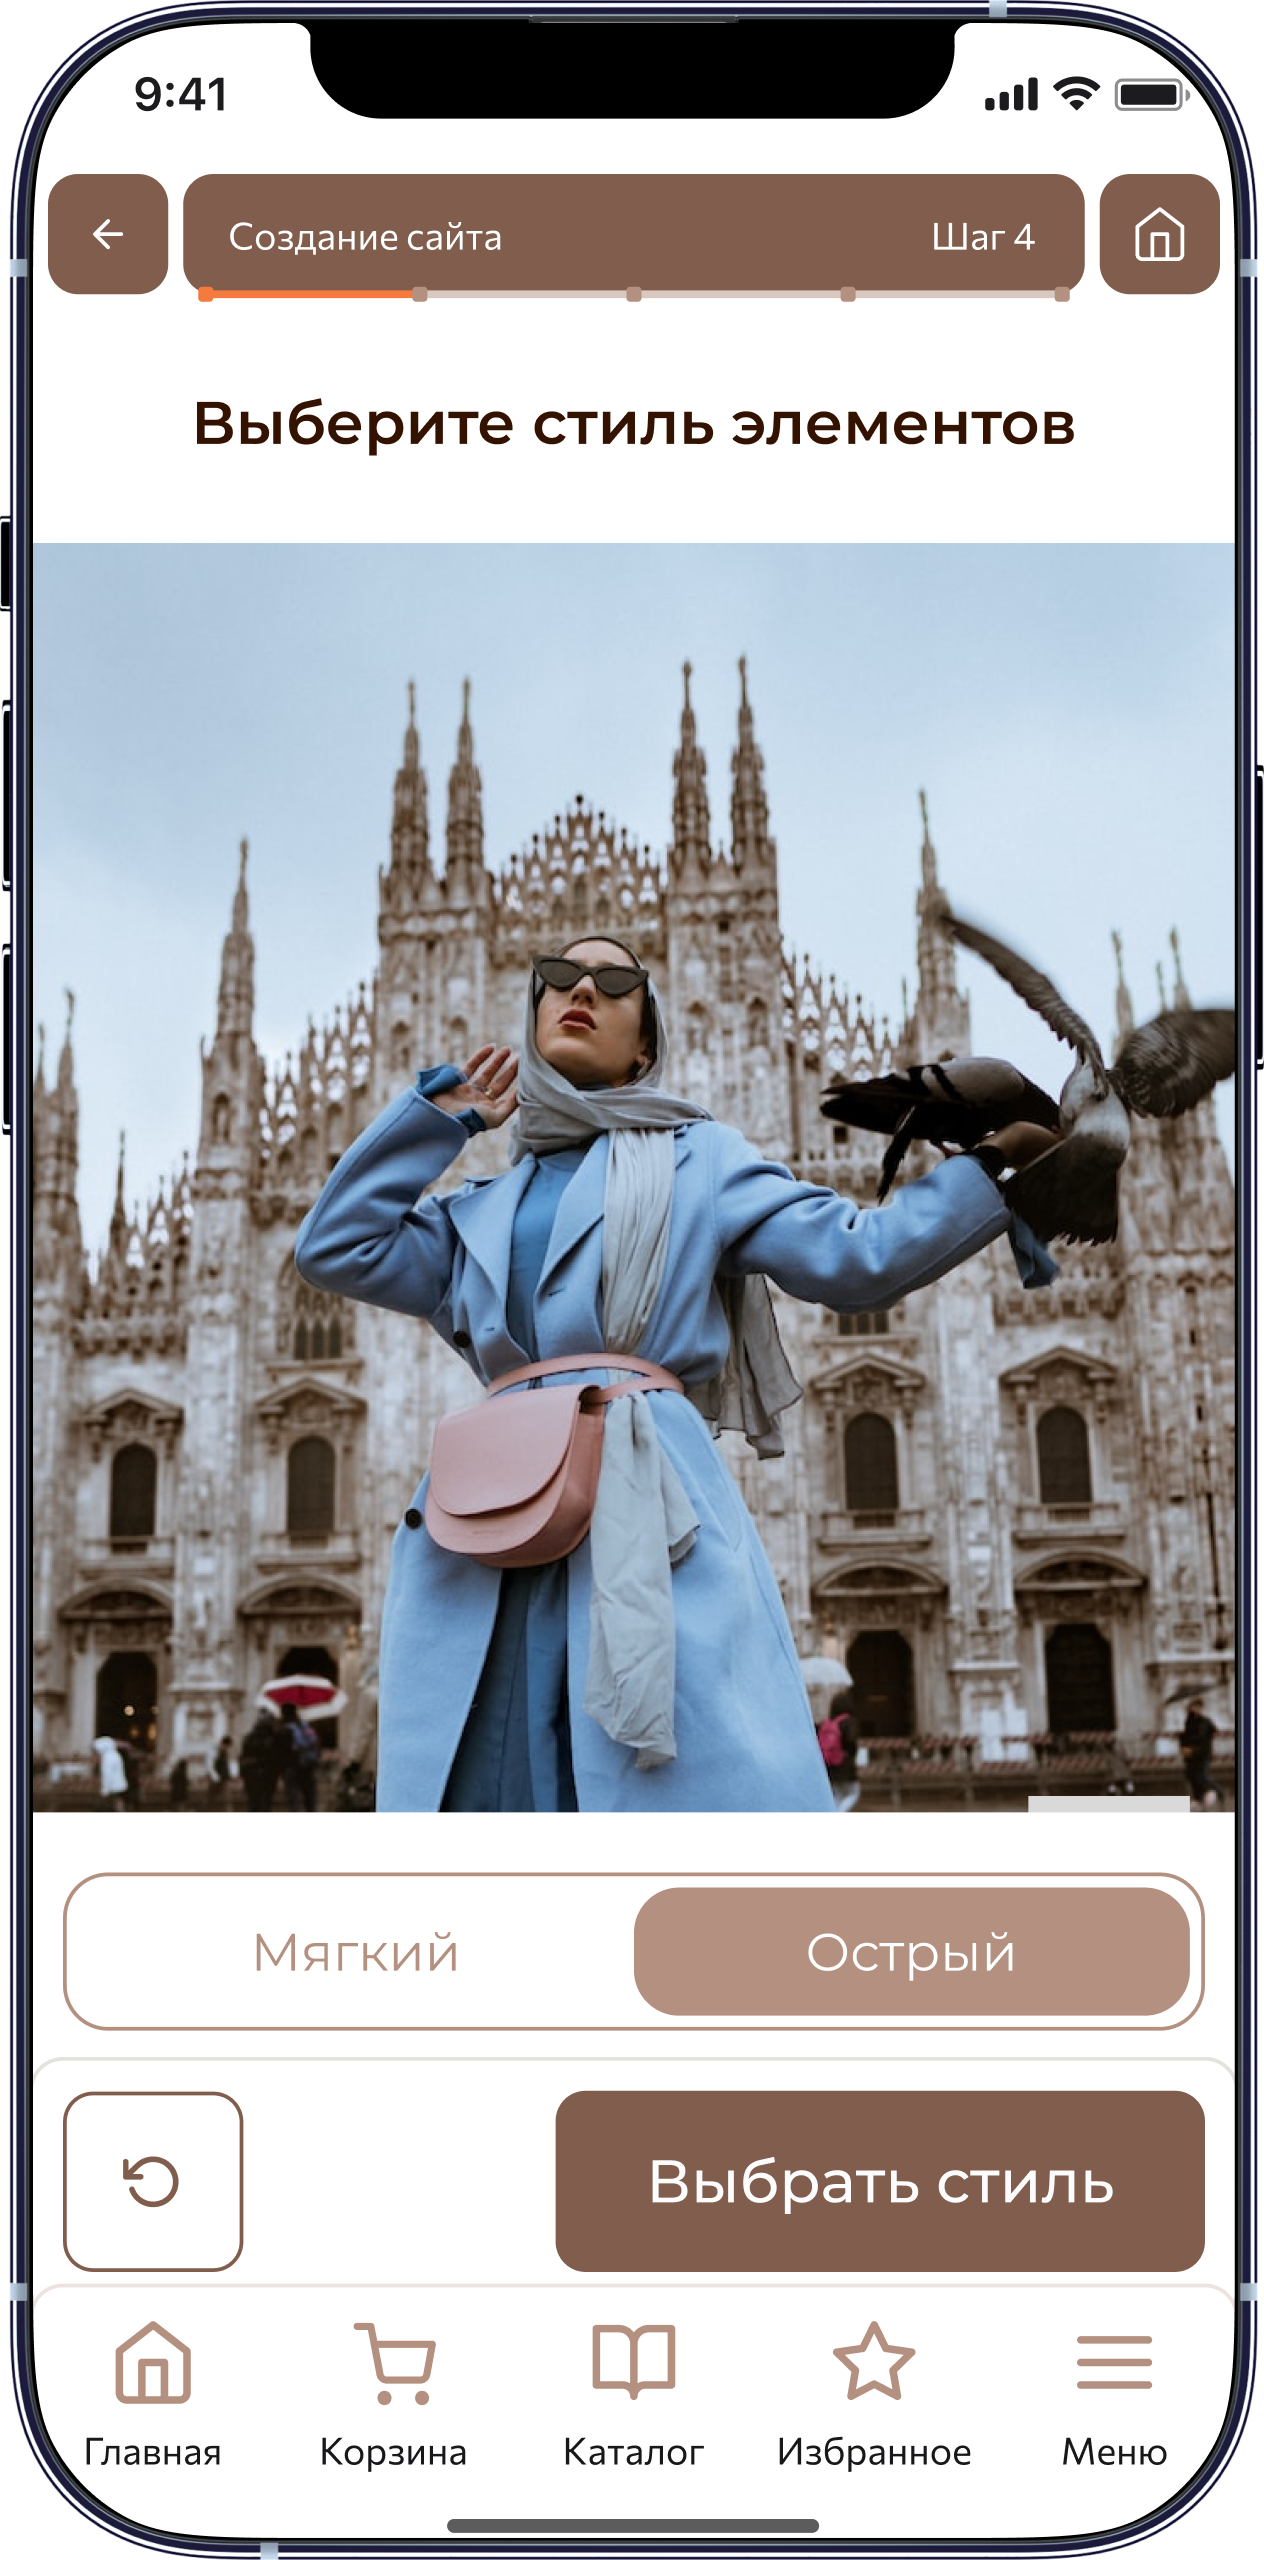 9:41
Создание сайта
Шаг 4
Выберите стиль элементов
Мягкий
Острый
Выбрать стиль
Главная
Корзина
Каталог
Избранное
Меню